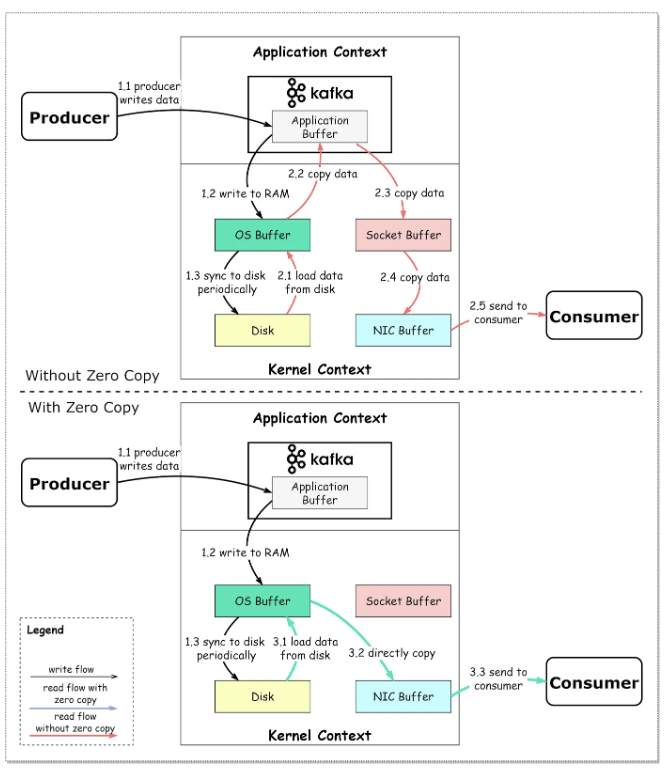 Application Context
kafka
Application
Buffer
Producer
1.1 producer
writes data
1.2 write to RAM
2.2 copy data
2.3 copy data
OS Buffer
Socket Buffer
1.3 sync to disk
periodically
2.1 load data
from disk
2.4 copy data
Disk
NIC Buffer
2.5 send to
consumer
Consumer
Kernel Context
Without Zero Copy
With Zero Copy
Application Context
kafka
Application
Buffer
Producer
1.1 producer
writes data
1.2 write to RAM
OS Buffer
Socket Buffer
1.3 sync to disk
periodically
3.1 load data
from disk
3.2 directly copy
Disk
NIC Buffer
3.3 send to
consumer
Consumer
Kernel Context
Legend
write flow
read flow with
zero copy
read flow
without zero copy